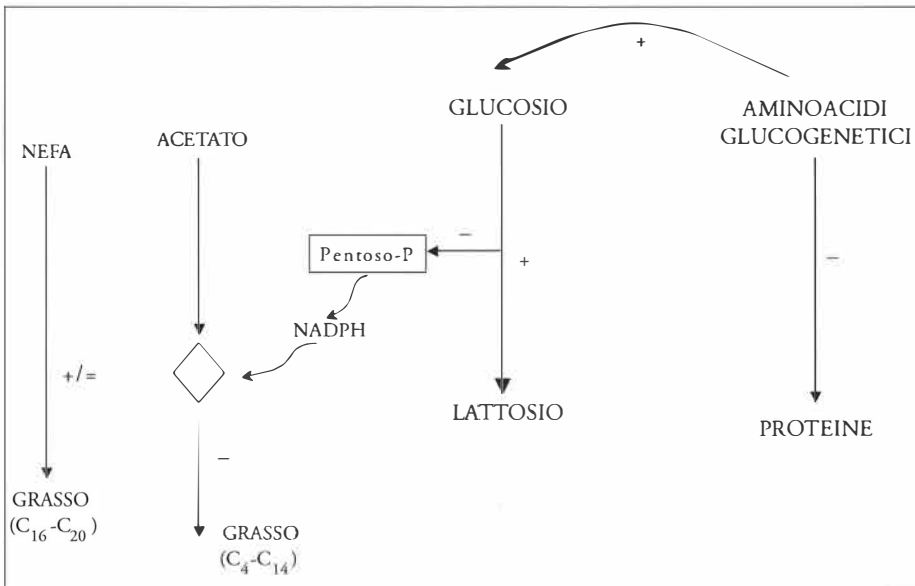 +
GLUCOSIO
AMINOACIDI
GLUCOGENETICI
NEFA
ACETATO
Pentoso-P
−
+
−
NADPH
+/=
LATTOSIO
PROTEINE
−
GRASSO
(C16-C20)
GRASSO
(C4-C14)